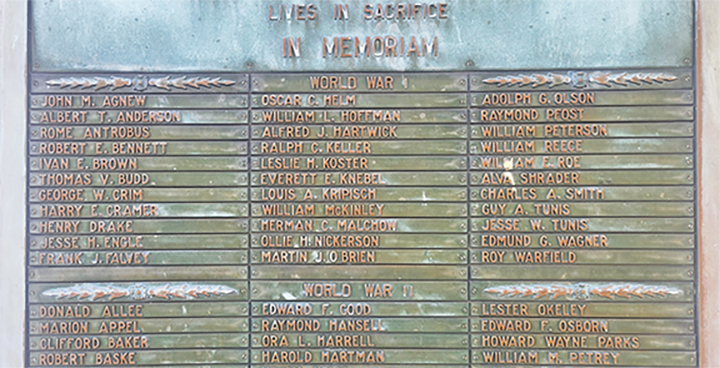 LIVES IN SACRIFICE
IN MEMORIAM
WORLD WAR I
JOHN M. AGNEW
ALBERT T. ANDERSON
ROME ANTROBUS
ROBERT E. BENNETT
IVAN E. BROWN
THOMAS V. BUDD
GEORGE W. CRIM
HARRY E. CRAMER
HENRY DRAKE
JESSE H. ENGLE
FRANK J. FALVEY
OSCAR C. HELM
WILLIAM L. HOFFMAN
ALFRED J. HARTWICK
RALPH C. KELLER
LESLIE H. KOSTER
EVERETT E. KNEBEL
LOUIS A. KRIPISCH
WILLIAM McKINLEY
HERMAN C. MALCHOW
OLLIE H. NICKERSON
MARTIN J. O'BRIEN
ADOLPH G. OLSON
RAYMOND PFOST
WILLIAM PETERSON
WILLIAM REECE
WILLIAM F. ROE
ALVA SHRADER
CHARLES A. SMITH
GUY A. TUNIS
JESSE W. TUNIS
EDMUND G. WAGNER
ROY WARFIELD
WORLD WAR II
DONALD ALLEE
MARION APPEL
CLIFFORD BAKER
ROBERT BASKE
EDWARD F. GOOD
RAYMOND HANSELL
ORA L. HARRELL
HAROLD HARTMAN
LESTER OKELEY
EDWARD F. OSBORN
HOWARD WAYNE PARKS
WILLIAM M. PETREY